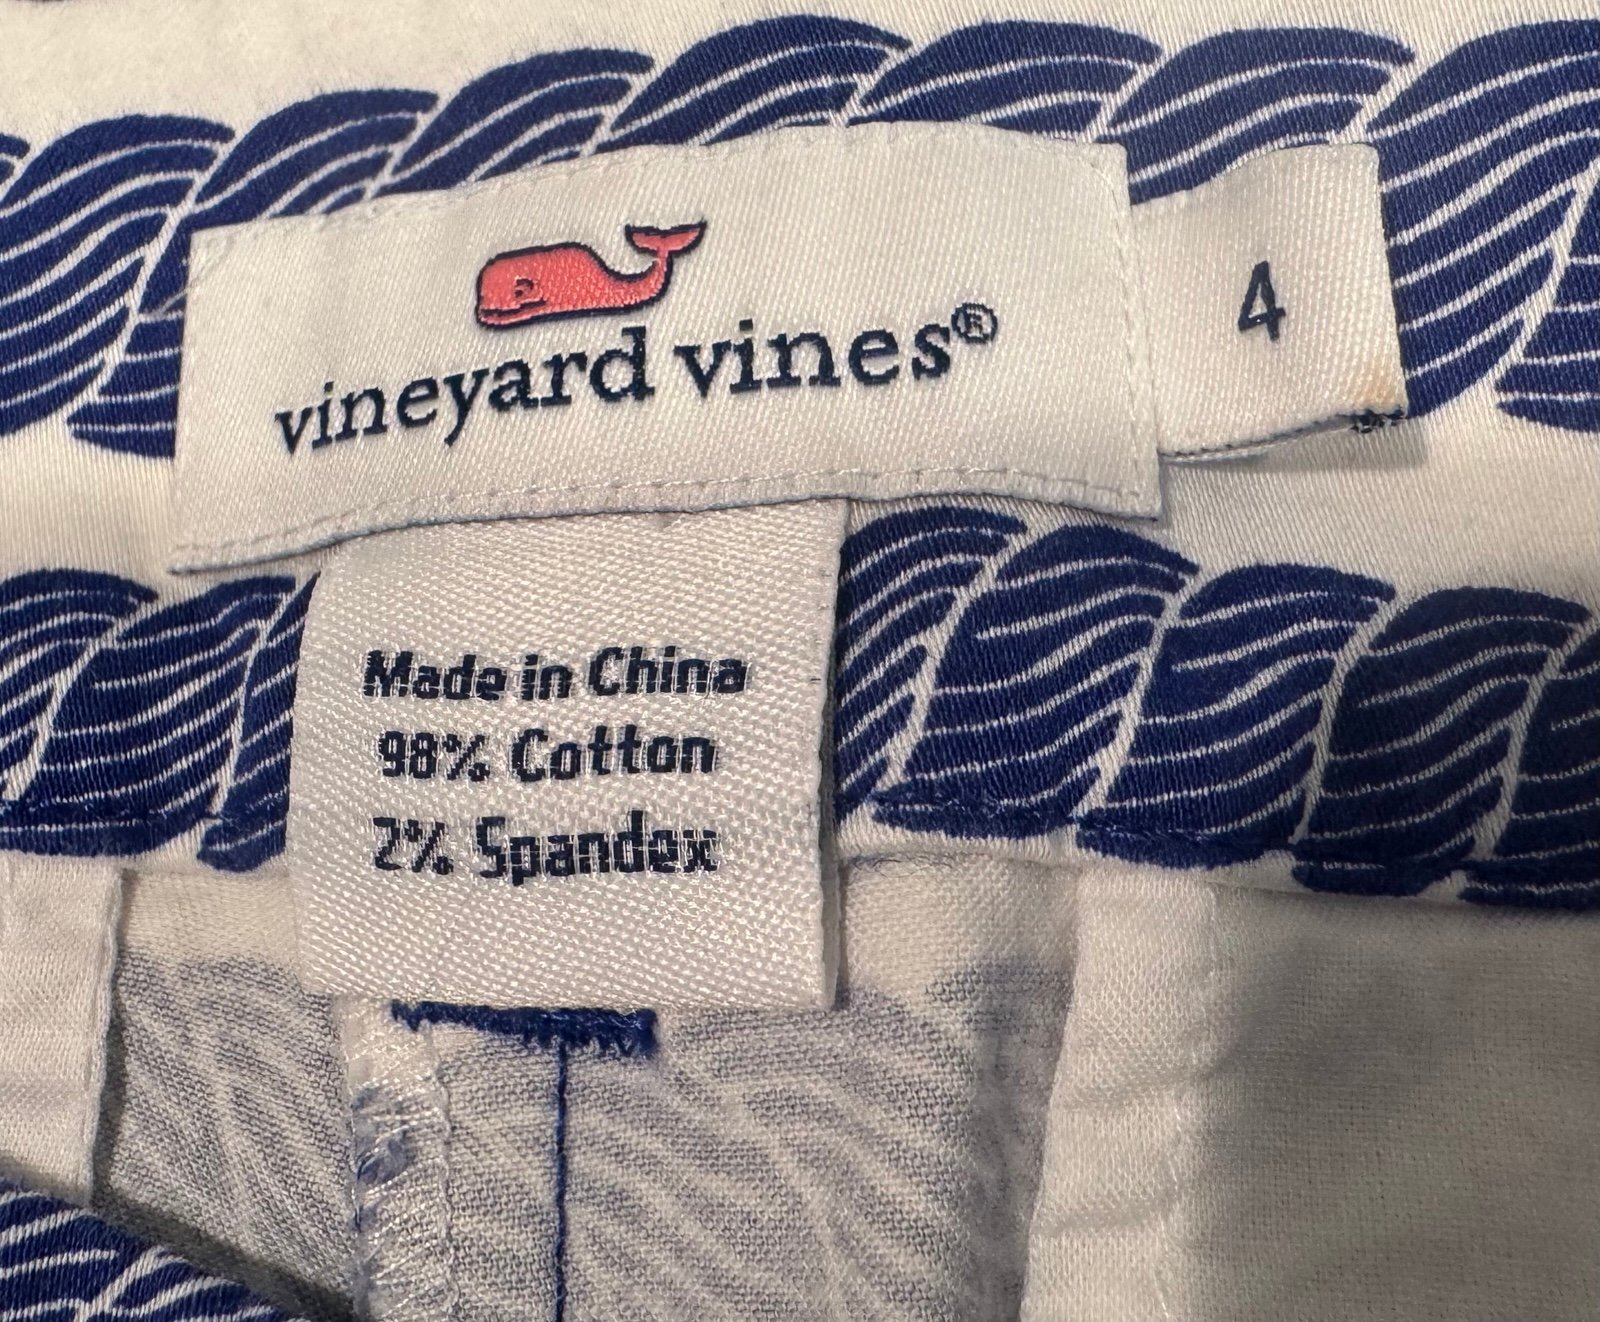 vineyard vines®
4
Made in China
98% Cotton
2% Spandex